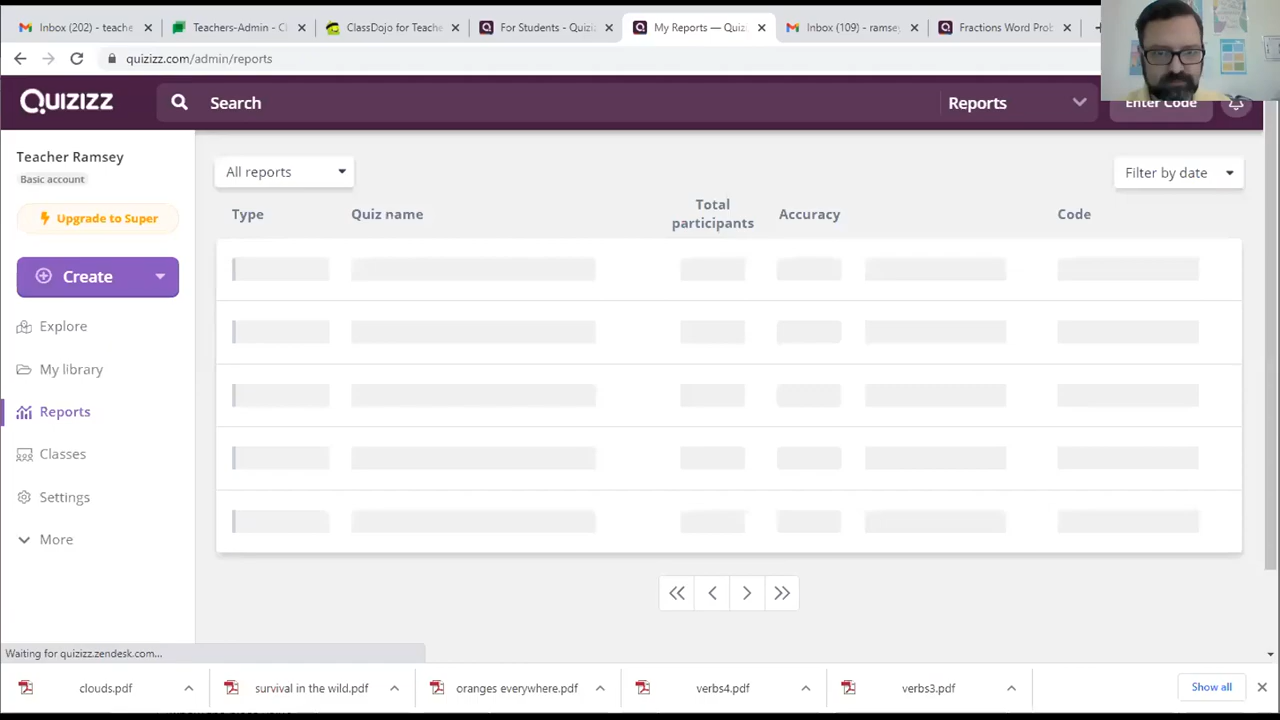 Inbox (202) - teache
Teachers-Admin - Cl
ClassDojo for Teache
For Students - Quizi
My Reports — Quiz
Inbox (109) - ramsey
Fractions Word Prob
quizizz.com/admin/reports
Quizizz
Search
Reports
Enter Code
Teacher Ramsey
Basic account
Upgrade to Super
Create
Explore
My library
Reports
Classes
Settings
More
All reports
Filter by date
Type
Quiz name
Total
participants
Accuracy
Code
Waiting for quizizz.zendesk.com...
clouds.pdf
survival in the wild.pdf
oranges everywhere.pdf
verbs4.pdf
verbs3.pdf
Show all